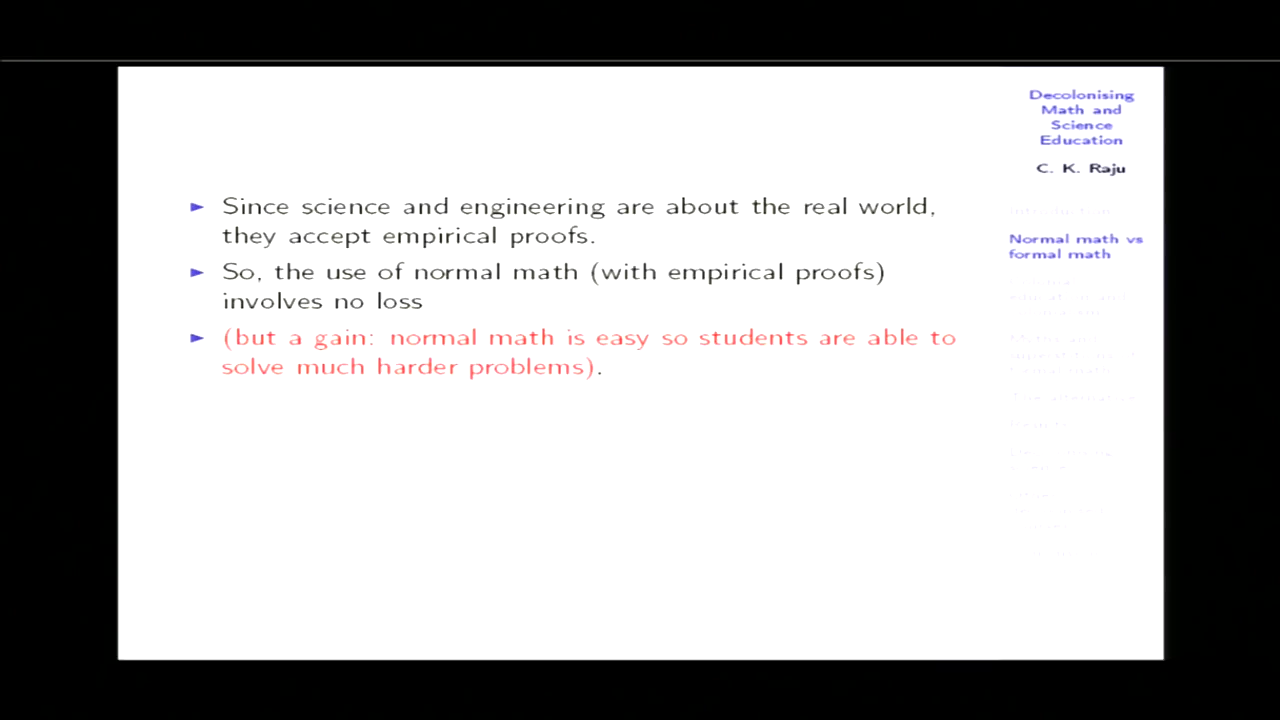 Since science and engineering are about the real world,
they accept empirical proofs.
So, the use of normal math (with empirical proofs)
involves no loss
(but a gain: normal math is easy so students are able to
solve much harder problems).
Decolonising
Math and
Science
Education
C. K. Raju
Introduction
Normal math vs
formal math